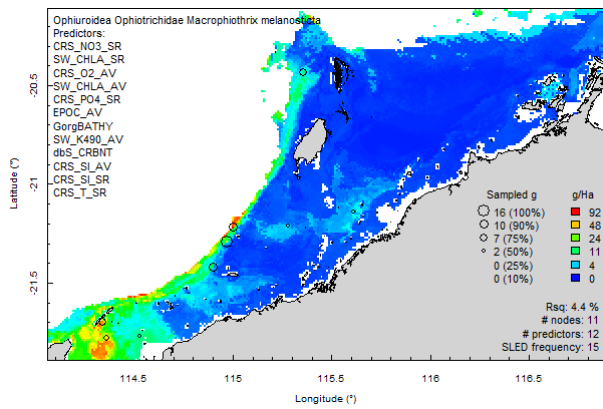 Ophiuroidea Ophiotrichidae Macrophiothrix melanosticta
Predictors:
CRS_NO3_SR
SW_CHLA_SR
CRS_O2_AV
SW_CHLA_AV
CRS_PO4_SR
EPOC_AV
GorgBATHY
SW_K490_AV
dbS_CRBNT
CRS_SI_AV
CRS_SI_SR
CRS_T_SR
-20.5
-21
-21.5
Latitude (°)
Sampled g g/Ha
16 (100%) 92
10 (90%) 48
7 (75%) 24
2 (50%) 11
0 (25%) 4
0 (10%) 0
Rsq: 4.4 %
# nodes: 11
# predictors: 12
SLED frequency: 15
114.5 115 115.5 116 116.5
Longitude (°)